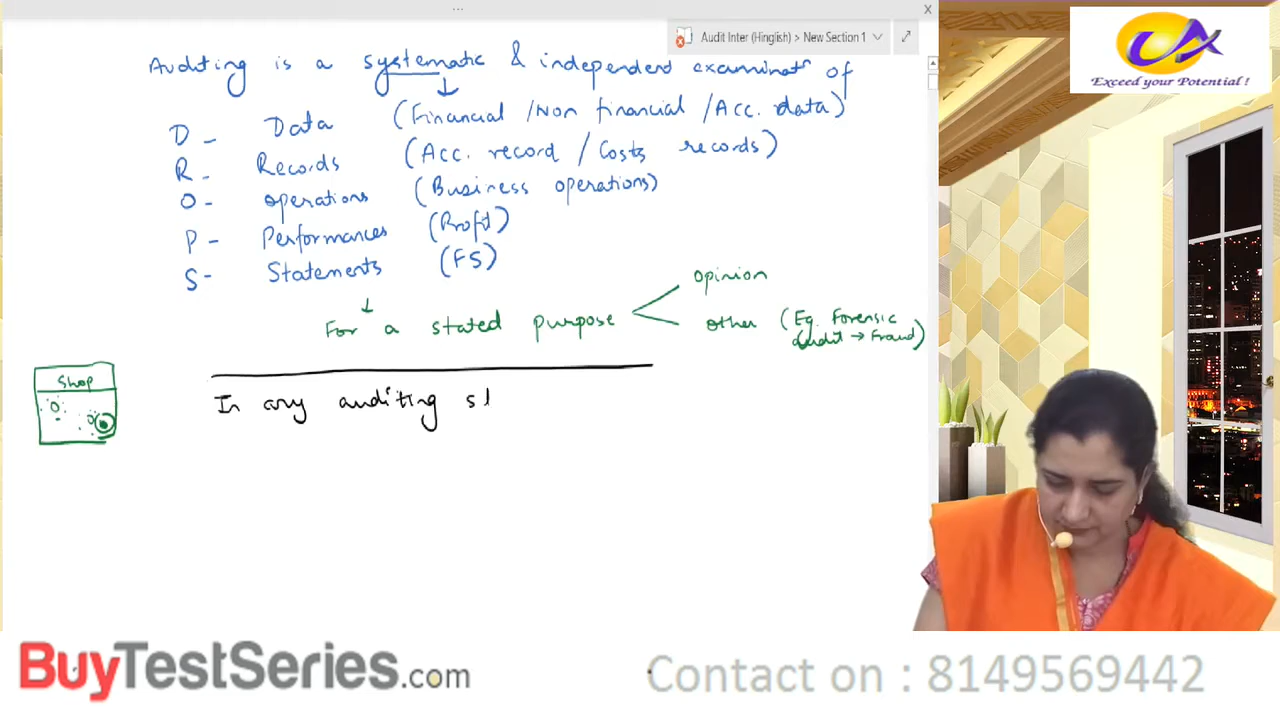 ... X
Audit Inter (Hinglish) > New Section 1
Auditing is a systematic & independent examinatn of
D - Data (Financial / Non financial / Acc. data)
R - Records (Acc. record / Costs records)
O - operations (Business operations)
P - Performances (Profit)
S - Statements (FS)
For a stated purpose
opinion
other (Eg. Forensic
Audit → Fraud)
Shop
In any auditing s
CA
Exceed your Potential !
BuyTestSeries.com
Contact on : 8149569442